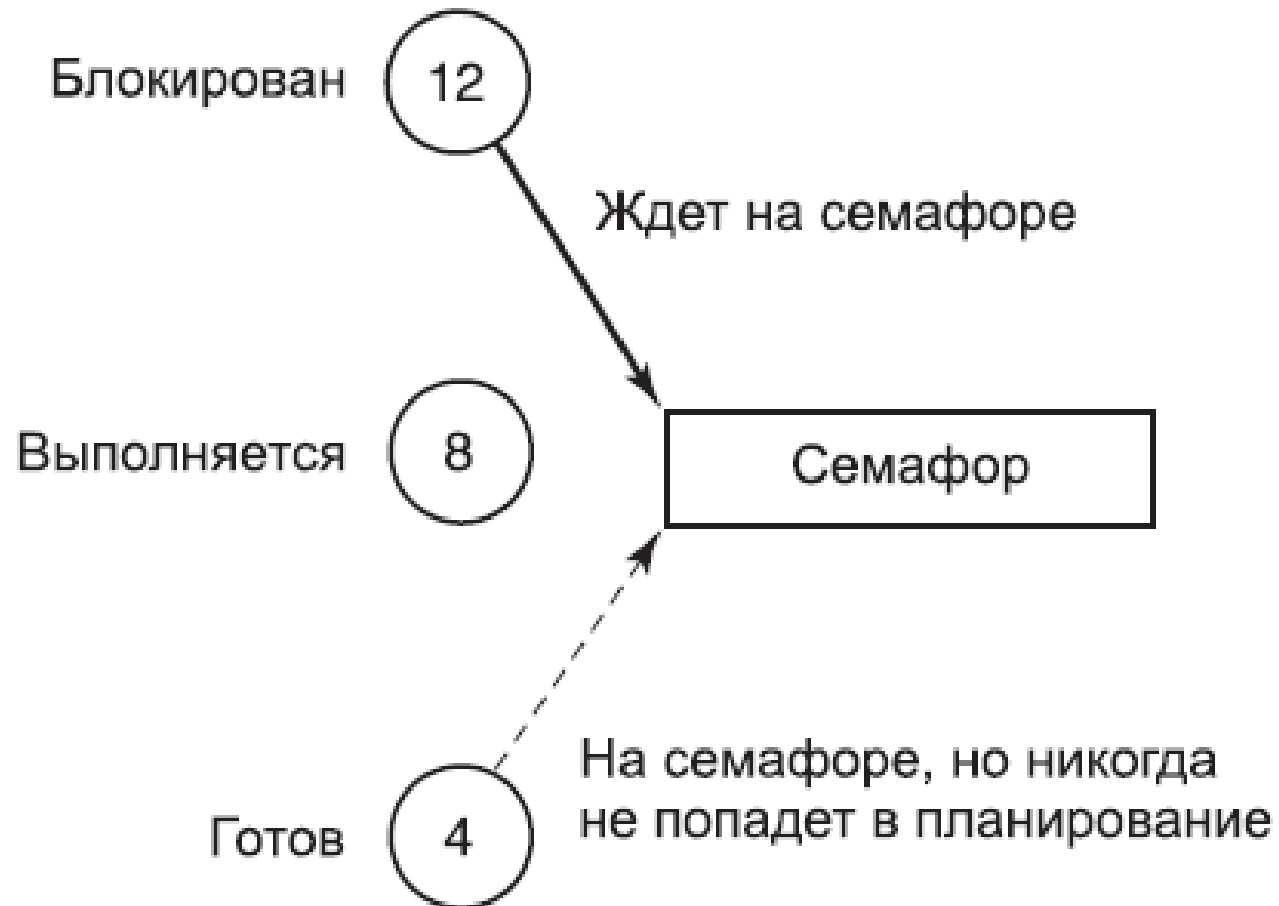 Блокирован
12
Ждет на семафоре
Выполняется
8
Семафор
Готов
4
На семафоре, но никогда
не попадет в планирование